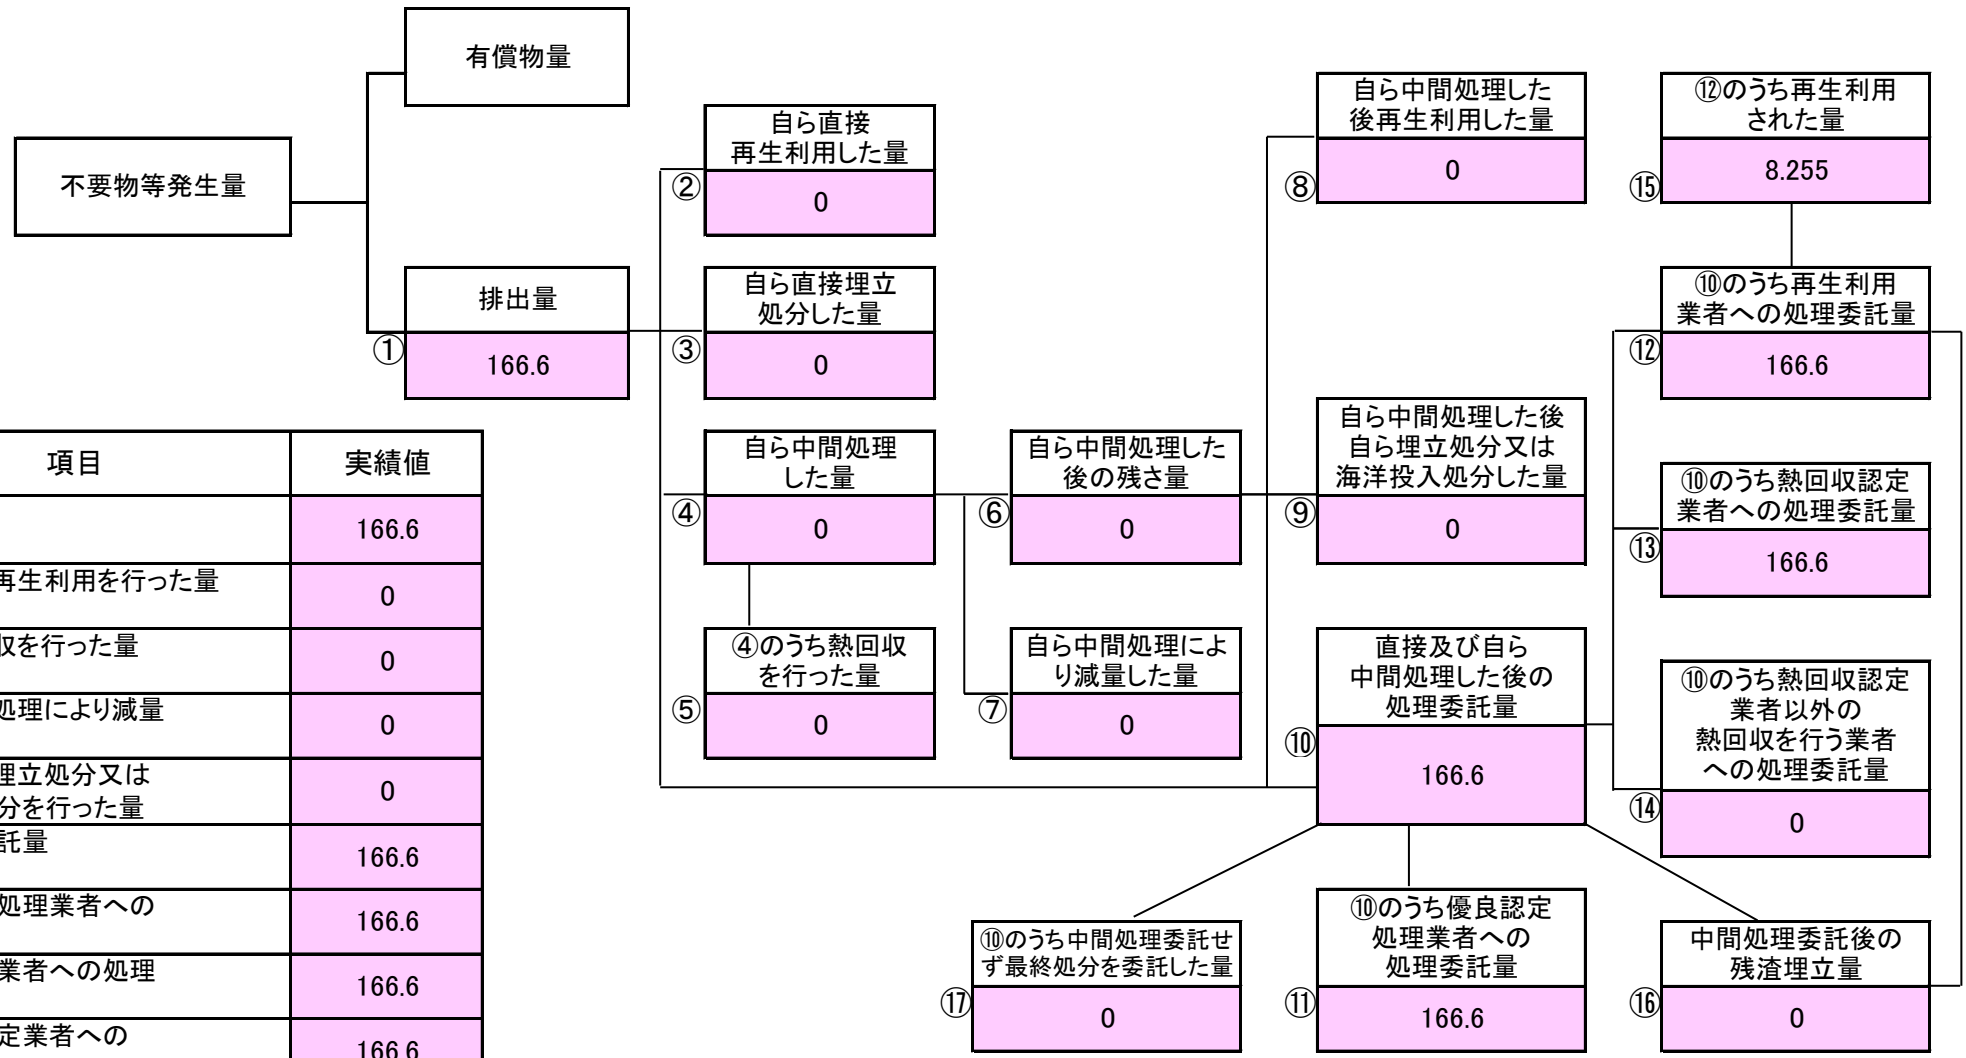 有償物量
不要物等発生量
排出量
①
166.6
自ら直接
再生利用した量
②
0
自ら直接埋立
処分した量
③
0
自ら中間処理
した量
④
0
④のうち熱回収
を行った量
⑤
0
自ら中間処理した
後の残さ量
⑥
0
自ら中間処理によ
り減量した量
⑦
0
自ら中間処理した
後再生利用した量
⑧
0
自ら中間処理した後
自ら埋立処分又は
海洋投入処分した量
⑨
0
直接及び自ら
中間処理した後の
処理委託量
⑩
166.6
⑫のうち再生利用
された量
⑮
8.255
⑩のうち再生利用
業者への処理委託量
⑫
166.6
⑩のうち熱回収認定
業者への処理委託量
⑬
166.6
⑩のうち熱回収認定
業者以外の
熱回収を行う業者
への処理委託量
⑭
0
⑩のうち中間処理委託せ
ず最終処分を委託した量
⑰
0
⑩のうち優良認定
処理業者への
処理委託量
⑪
166.6
中間処理委託後の
残渣埋立量
⑯
0
項目 実績値
166.6
再生利用を行った量
0
収を行った量
0
処理により減量
0
埋立処分又は
分を行った量
0
託量
166.6
処理業者への
166.6
業者への処理
166.6
定業者への
166.6